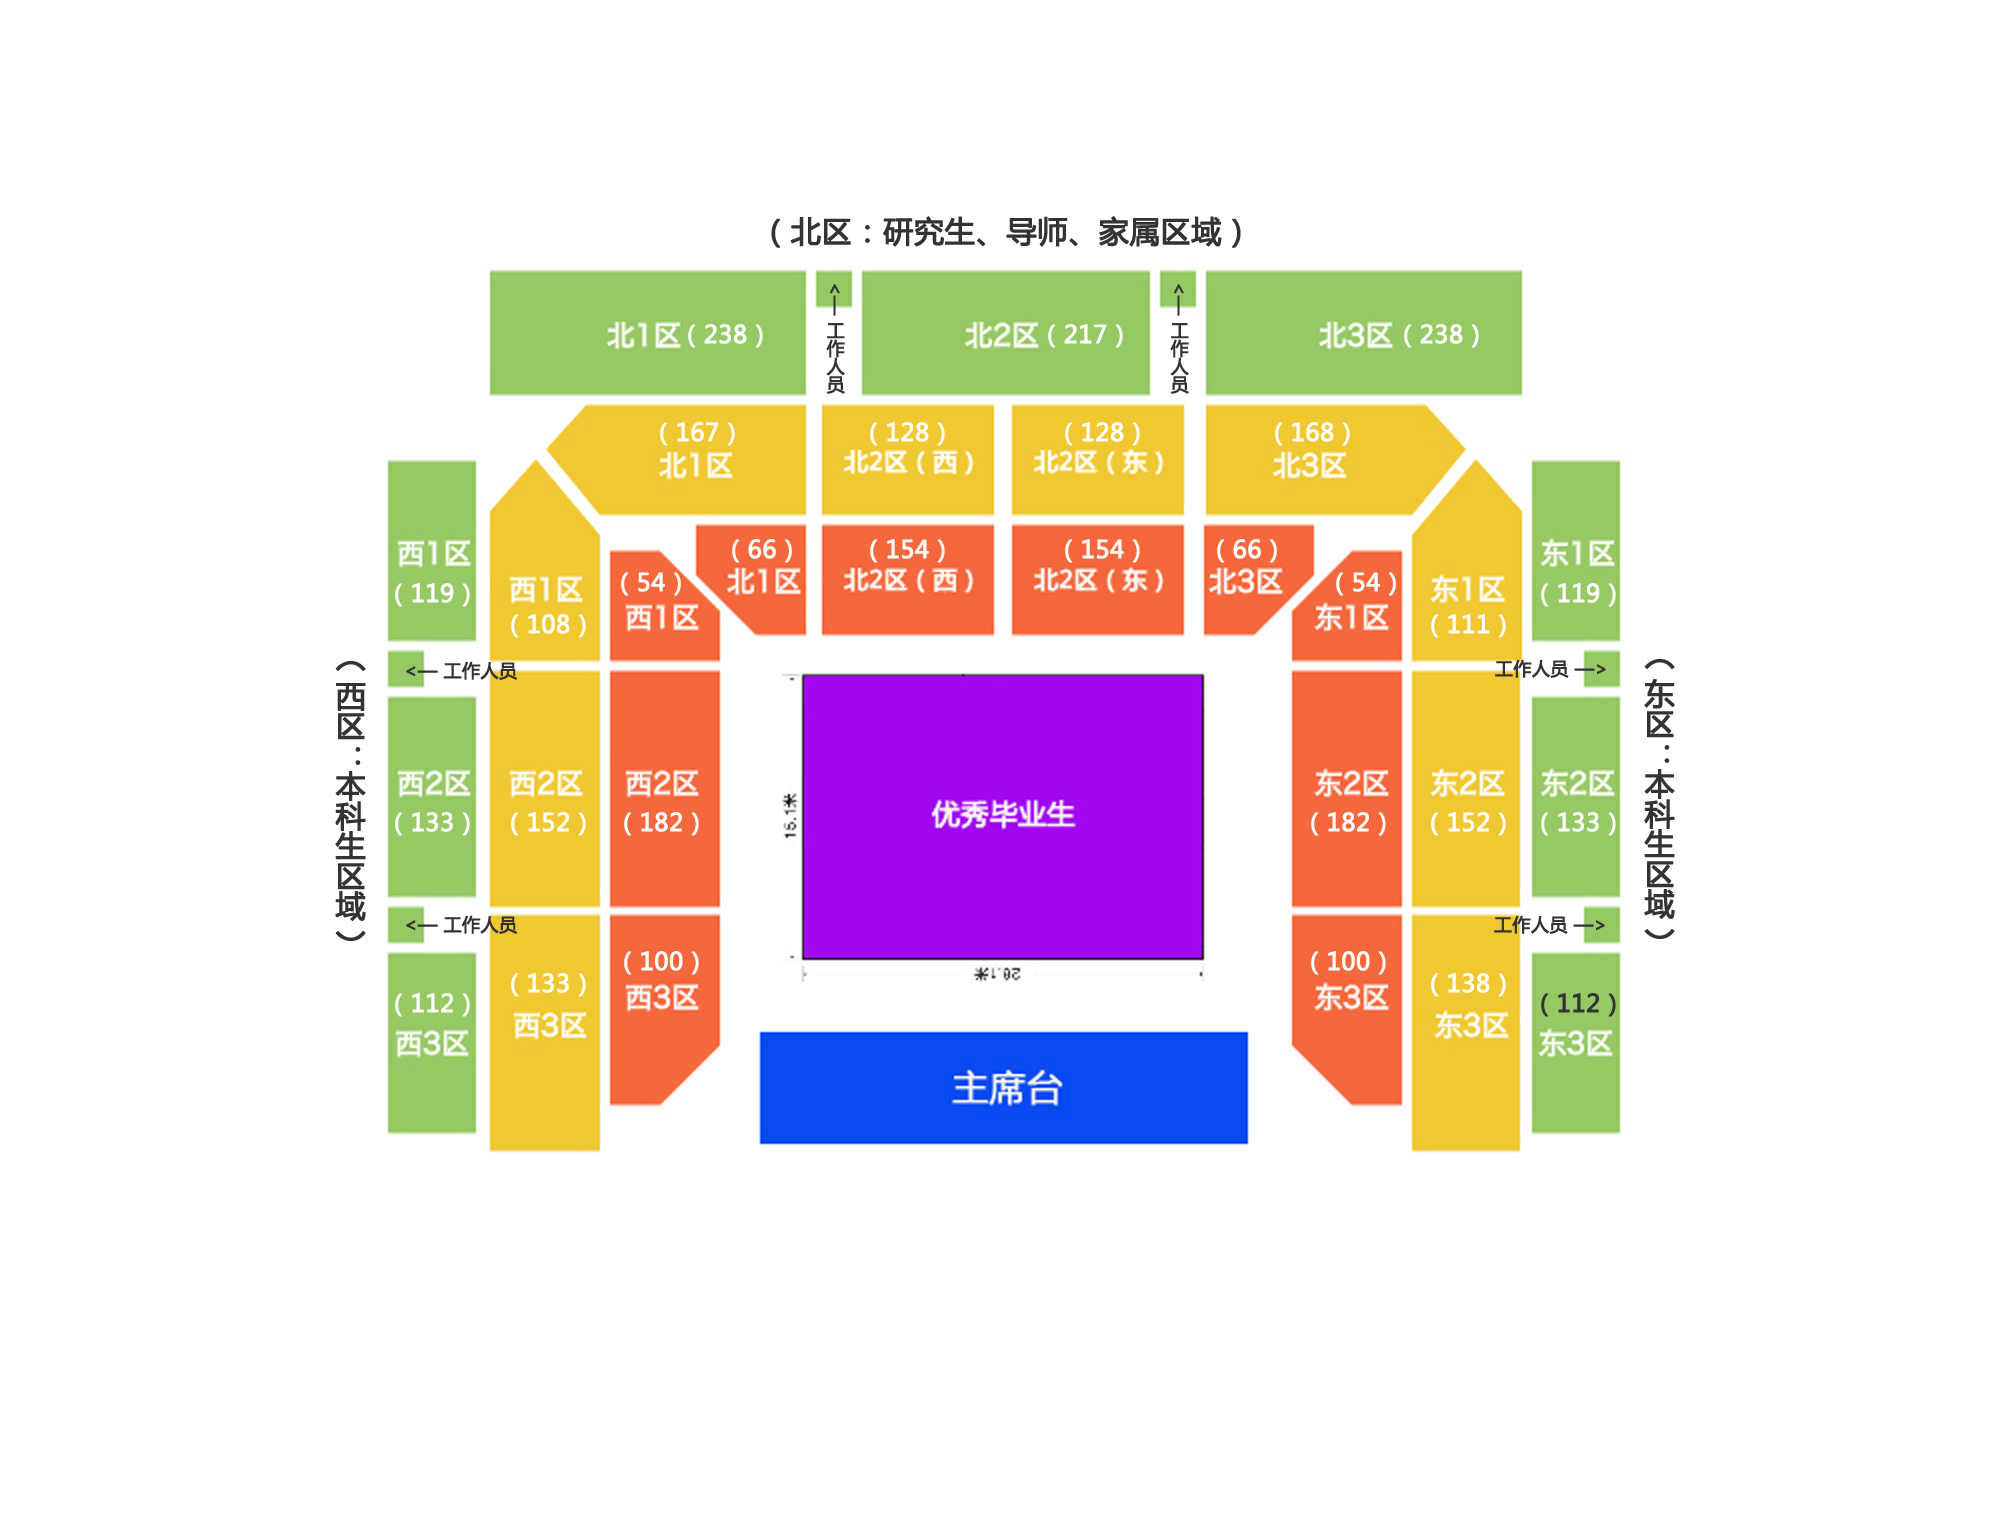 （北区：研究生、导师、家属区域）
北1区（238）
工作人员
北2区（217）
工作人员
北3区（238）
（167）
北1区
（128）
北2区（西）
（128）
北2区（东）
（168）
北3区
（66）
北1区
（154）
北2区（西）
（154）
北2区（东）
（66）
北3区
（西区：本科生区域）
西1区
（119）
西1区
（108）
（54）
西1区
<— 工作人员
西2区
（133）
西2区
（152）
西2区
（182）
<— 工作人员
（112）
西3区
（133）
西3区
（100）
西3区
15.1米
优秀毕业生
28.1米
主席台
（54）
东1区
东1区
（111）
东1区
（119）
工作人员 —>
东2区
（182）
东2区
（152）
东2区
（133）
工作人员 —>
（100）
东3区
（138）
东3区
（112）
东3区
（东区：本科生区域）